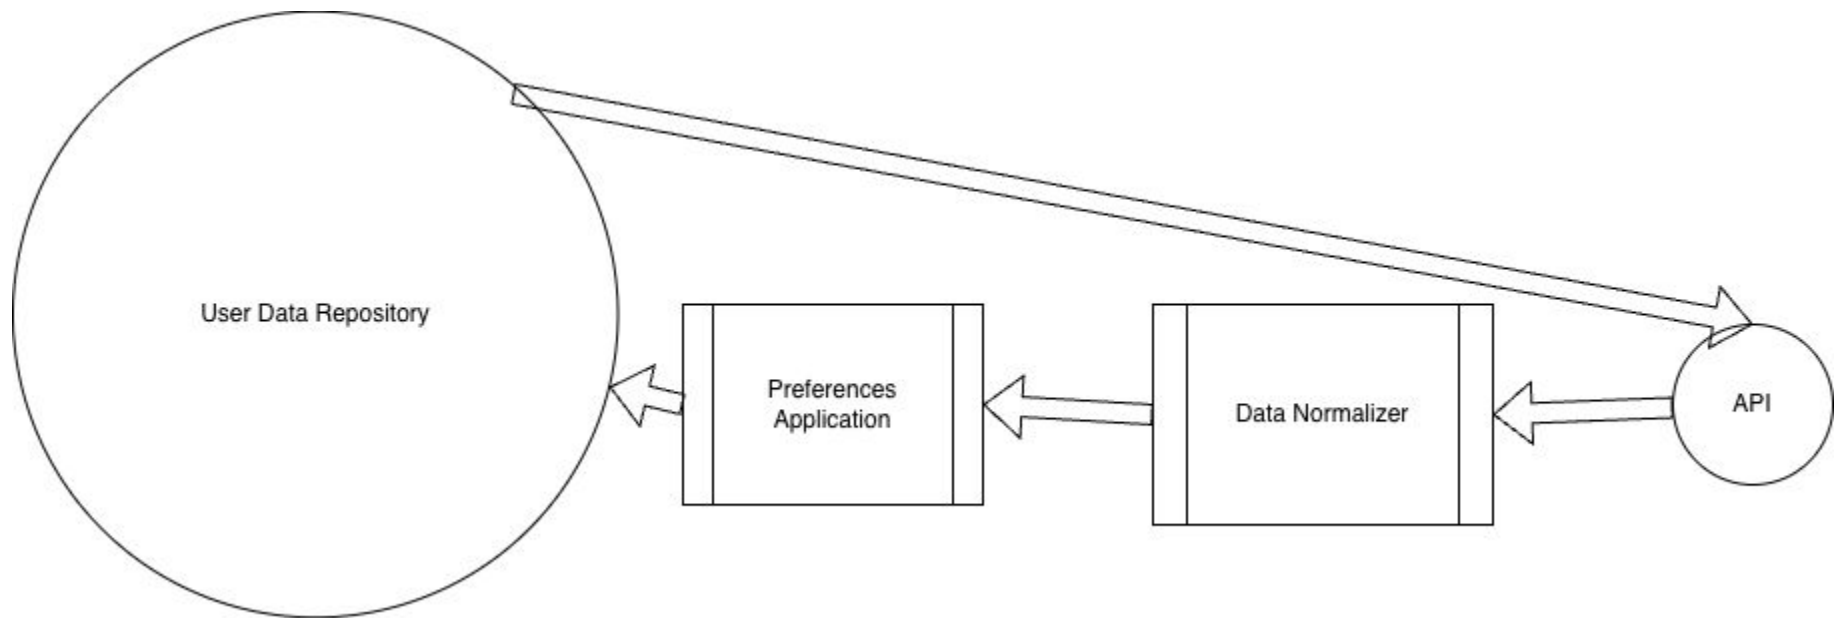 User Data Repository
Preferences
Application
Data Normalizer
API